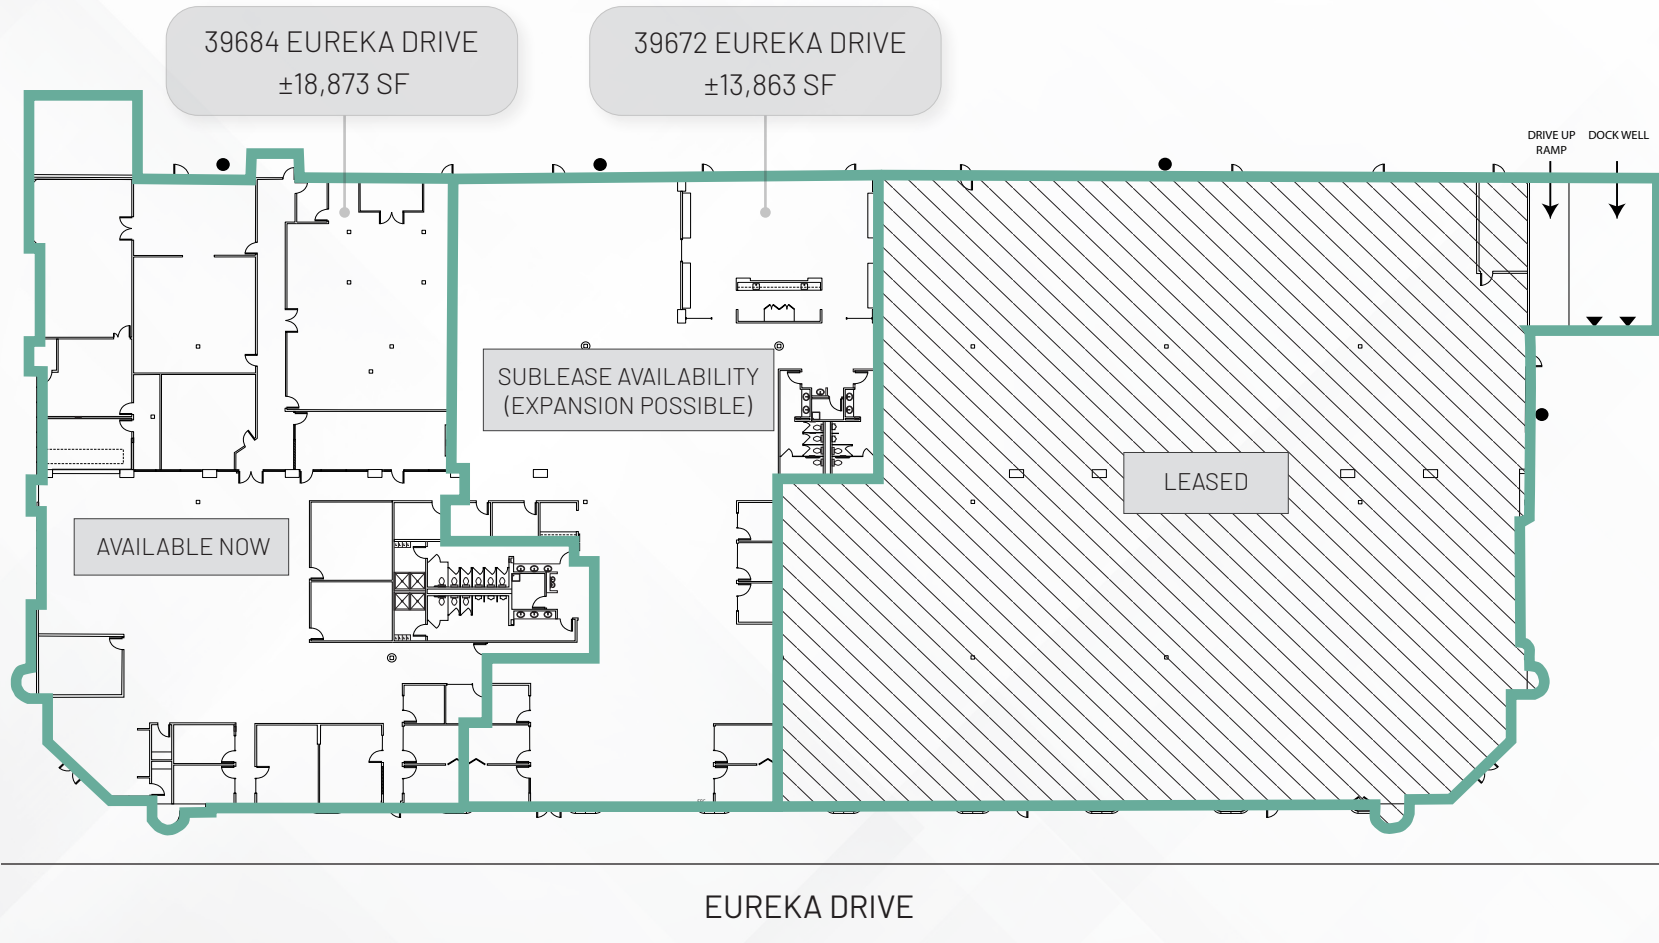 39684 EUREKA DRIVE
±18,873 SF
39672 EUREKA DRIVE
±13,863 SF
DRIVE UP
RAMP
DOCK WELL
SUBLEASE AVAILABILITY
(EXPANSION POSSIBLE)
LEASED
AVAILABLE NOW
EUREKA DRIVE